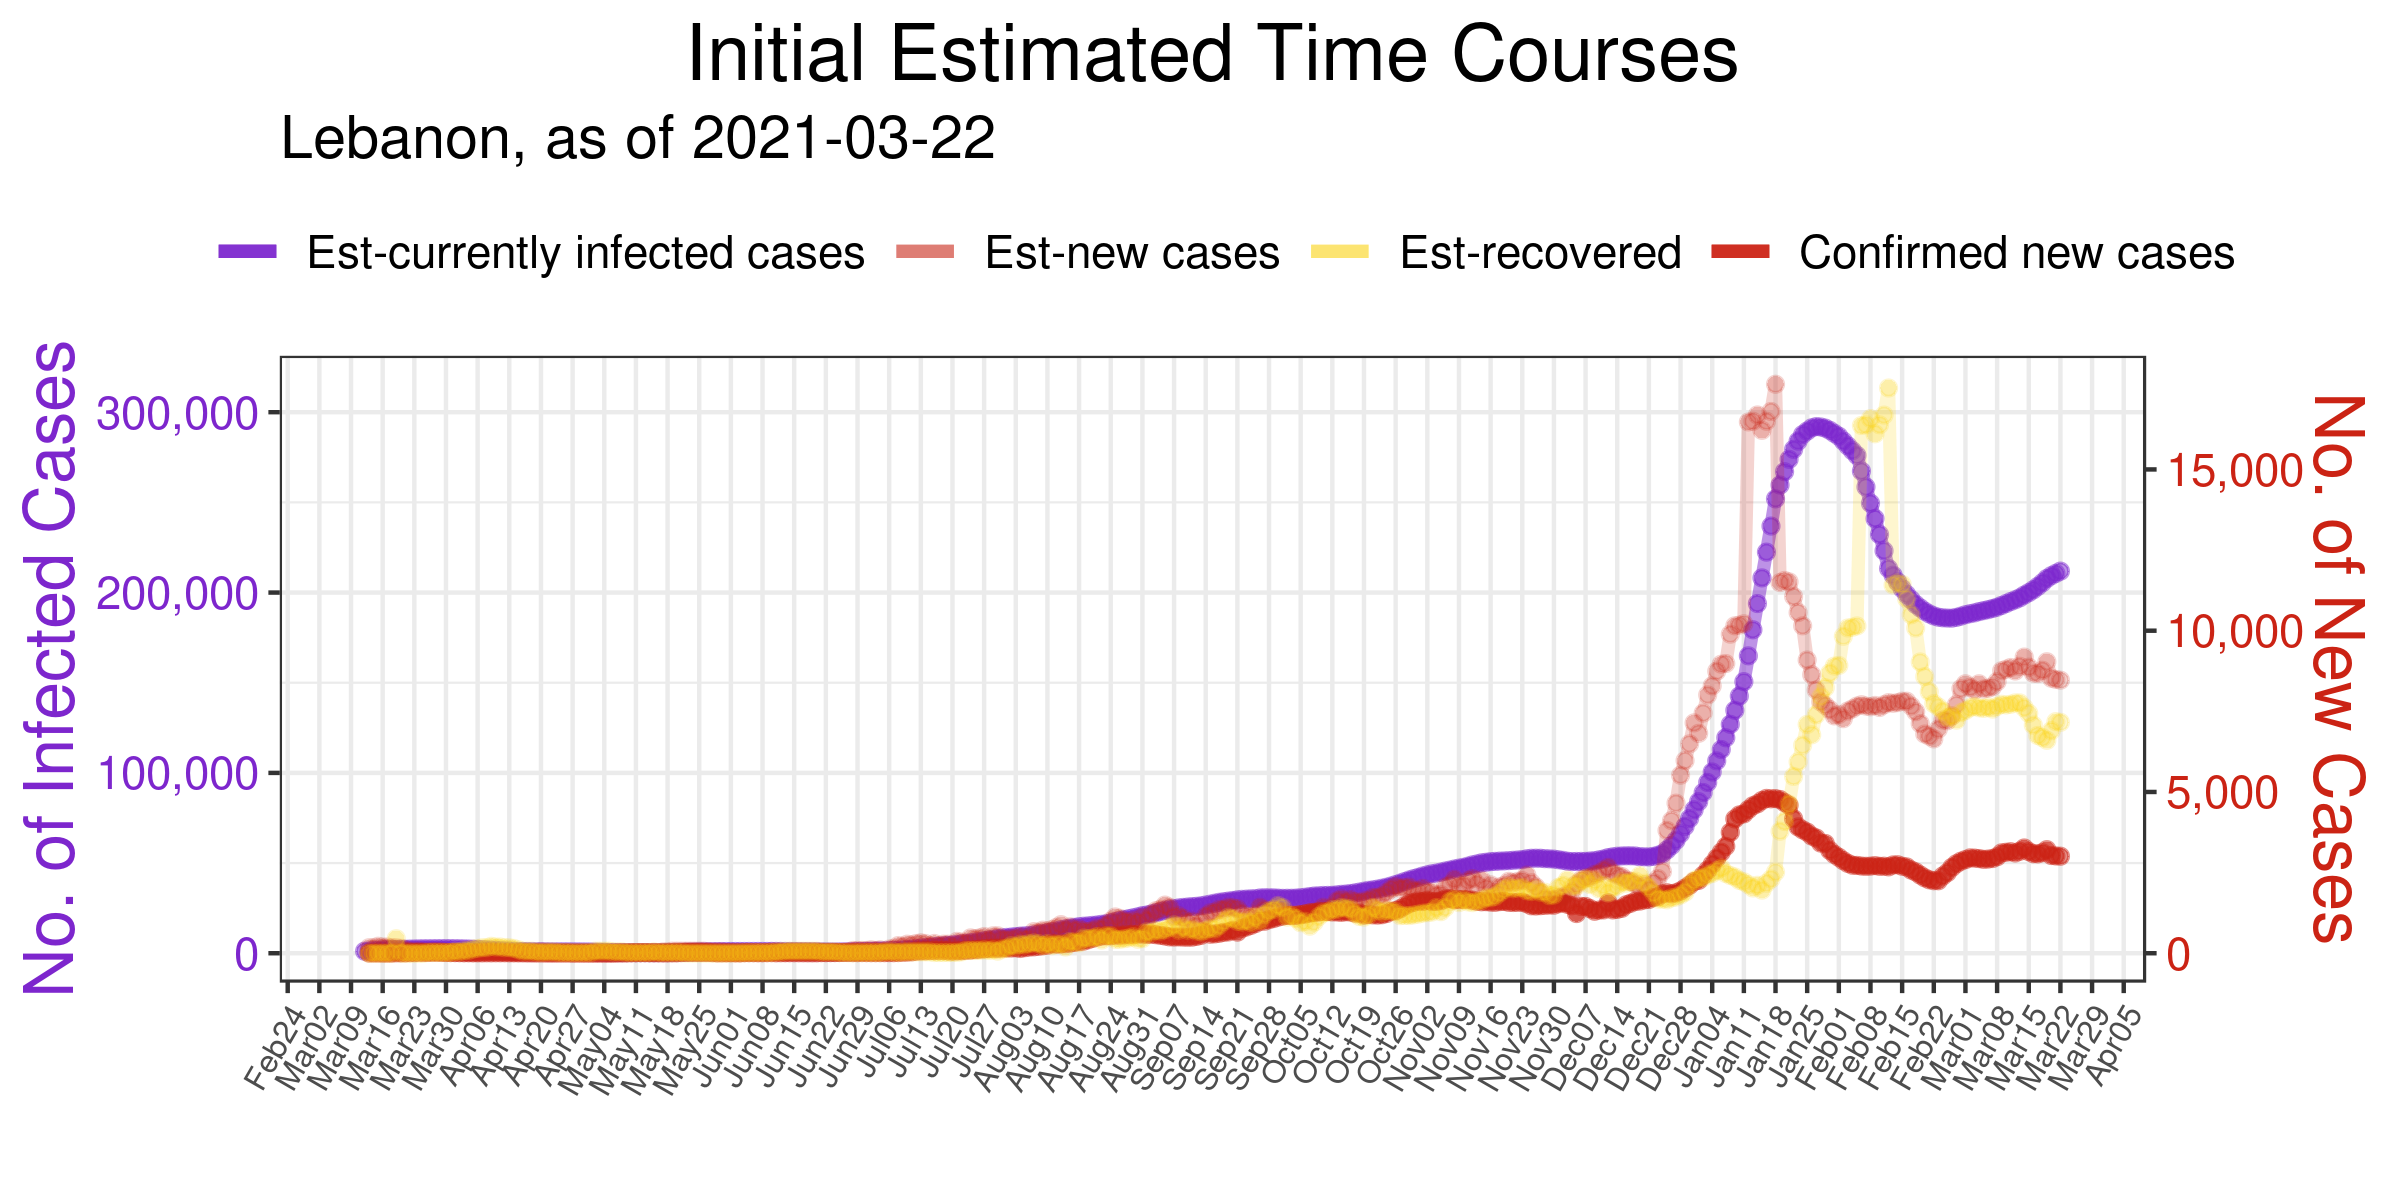 Initial Estimated Time Courses
Lebanon, as of 2021-03-22
Est-currently infected cases Est-new cases Est-recovered Confirmed new cases
No. of Infected Cases
300,000
200,000
100,000
0
15,000
10,000
5,000
0
No. of New Cases
Feb24 Mar02 Mar09 Mar16 Mar23 Mar30 Apr06 Apr13 Apr20 Apr27 May04 May11 May18 May25 Jun01 Jun08 Jun15 Jun22 Jun29 Jul06 Jul13 Jul20 Jul27 Aug03 Aug10 Aug17 Aug24 Aug31 Sep07 Sep14 Sep21 Sep28 Oct05 Oct12 Oct19 Oct26 Nov02 Nov09 Nov16 Nov23 Nov30 Dec07 Dec14 Dec21 Dec28 Jan04 Jan11 Jan18 Jan25 Feb01 Feb08 Feb15 Feb22 Mar01 Mar08 Mar15 Mar22 Mar29 Apr05